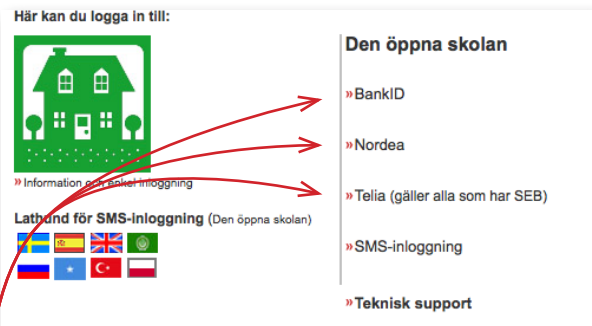 Här kan du logga in till:
» Information och enkel inloggning
Lathund för SMS-inloggning (Den öppna skolan)
Den öppna skolan
»BankID
»Nordea
»Telia (gäller alla som har SEB)
»SMS-inloggning
»Teknisk support